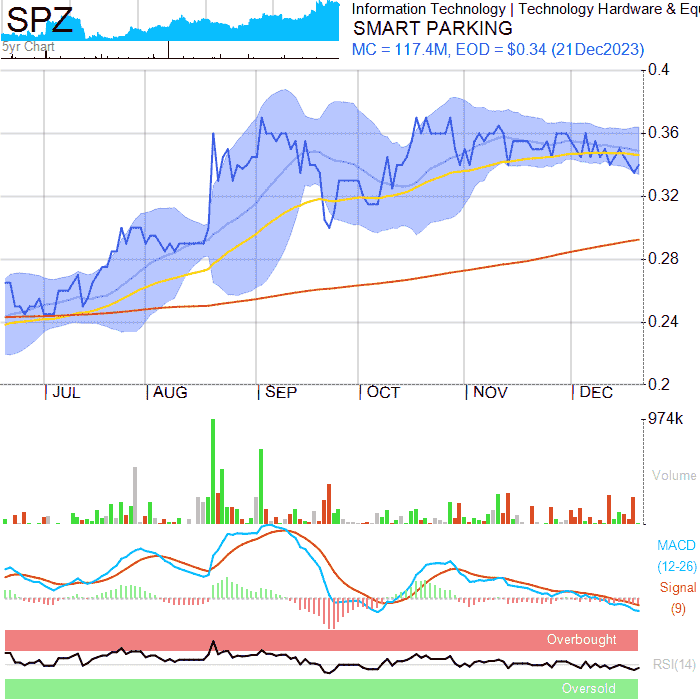 SPZ
Information Technology | Technology Hardware & Equ
SMART PARKING
MC = 117.4M, EOD = $0.34 (21Dec2023)
5yr Chart
0.4
0.36
0.32
0.28
0.24
0.2
JUL
AUG
SEP
OCT
NOV
DEC
974k
Volume
MACD
(12-26)
Signal
(9)
Overbought
RSI(14)
Oversold